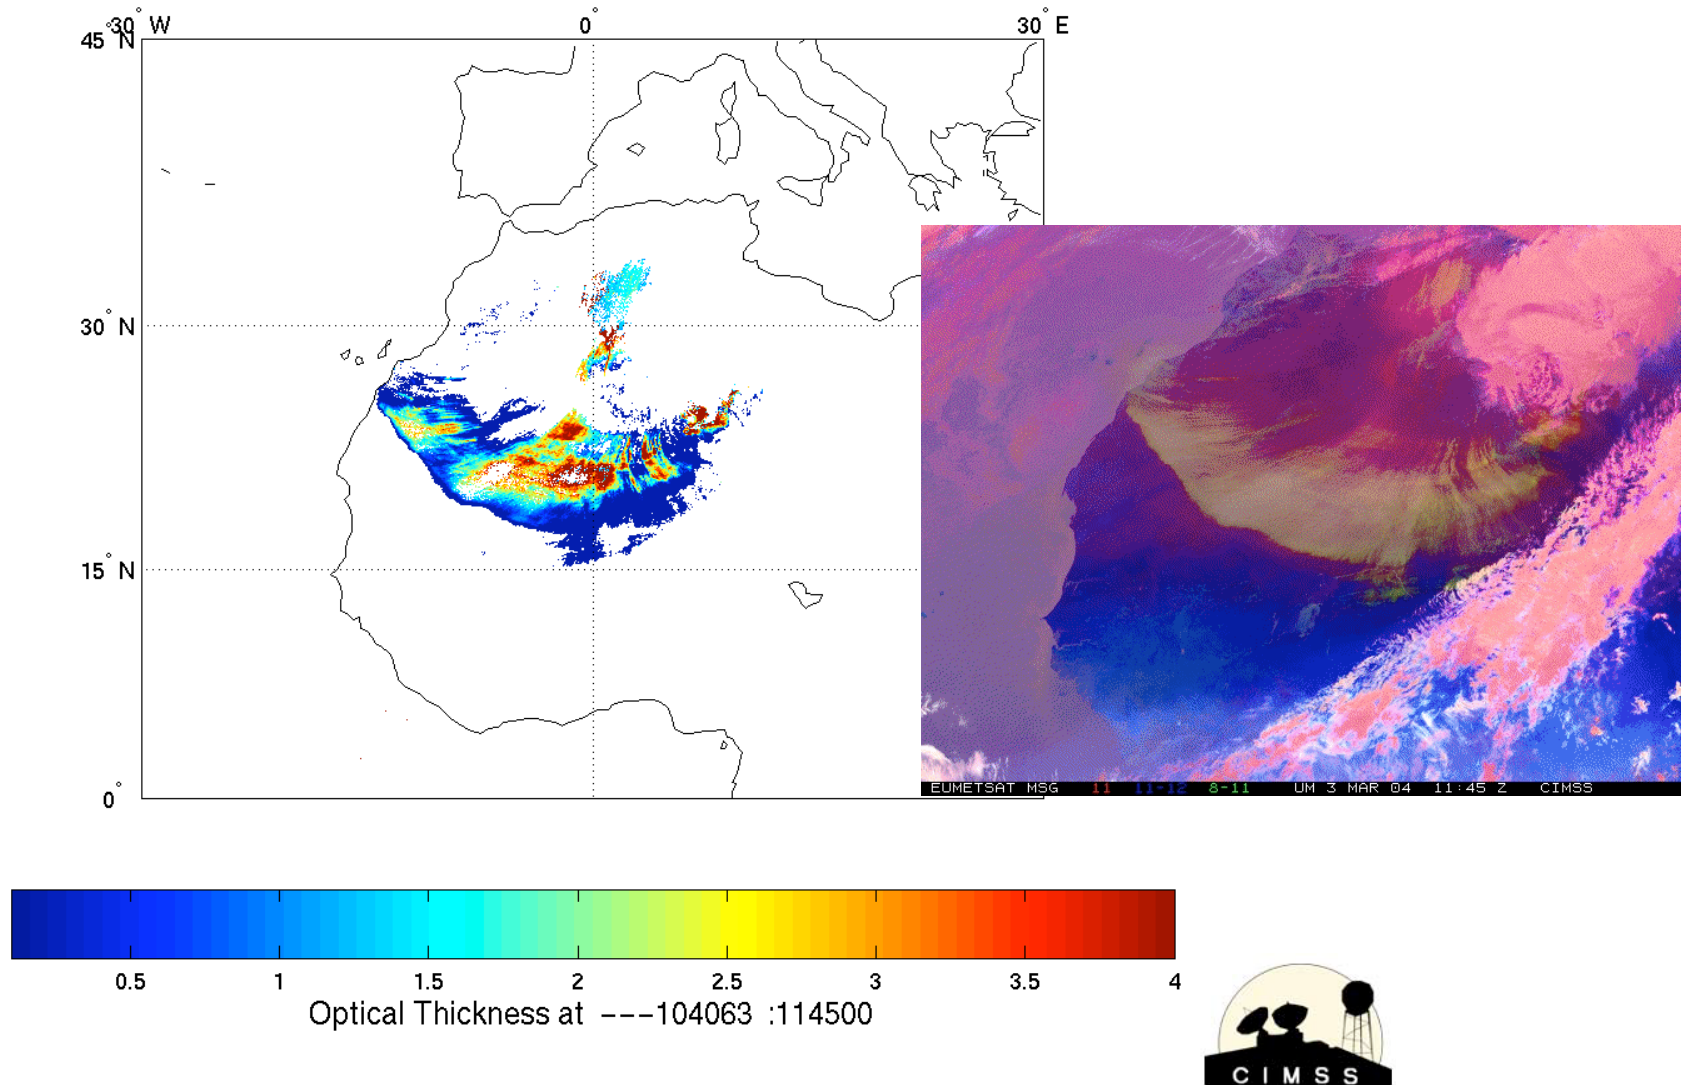 30° W 0° 30° E
45° N
30° N
15° N
0°
EUMETSAT MSG 11 11-12 8-11 UM 3 MAR 04 11:45 Z CIMSS
0.5 1 1.5 2 2.5 3 3.5 4
Optical Thickness at ---104063 :114500
CIMSS